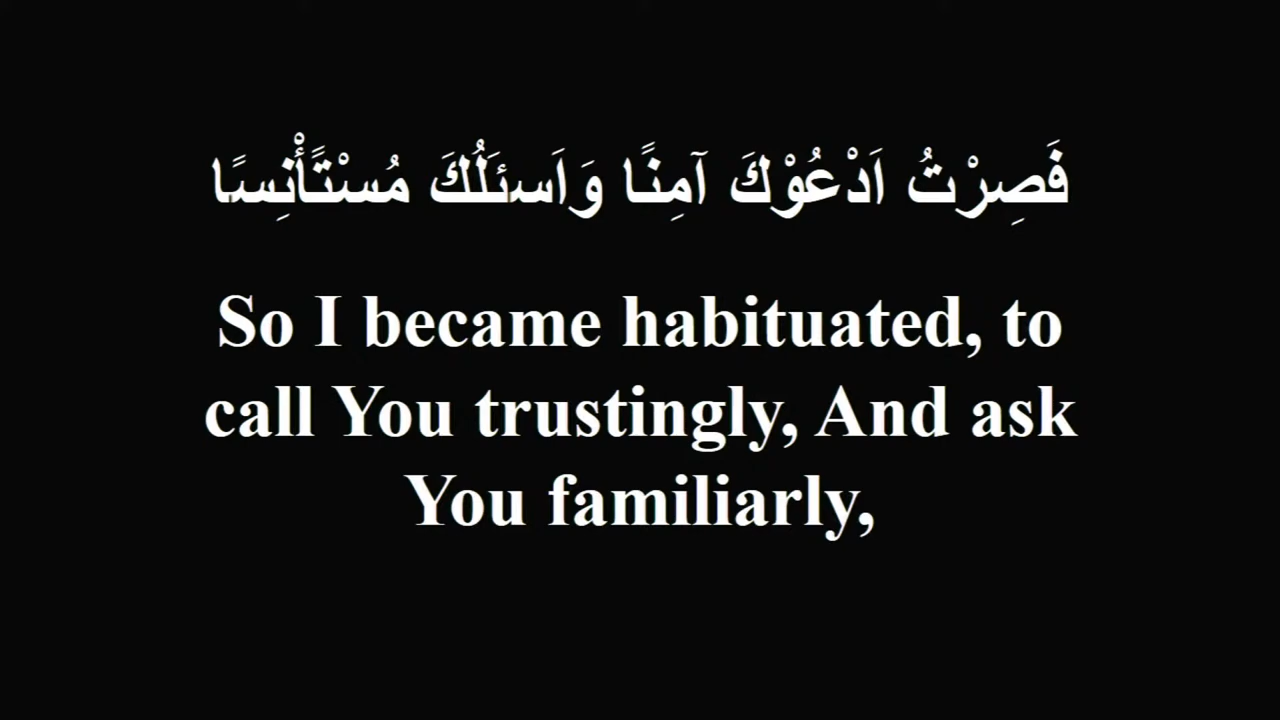 فَصِرْتُ اَدْعُوْكَ آمِنًا وَاَسئَلُكَ مُسْتًأْنِسًا
So I became habituated, to
call You trustingly, And ask
You familiarly,